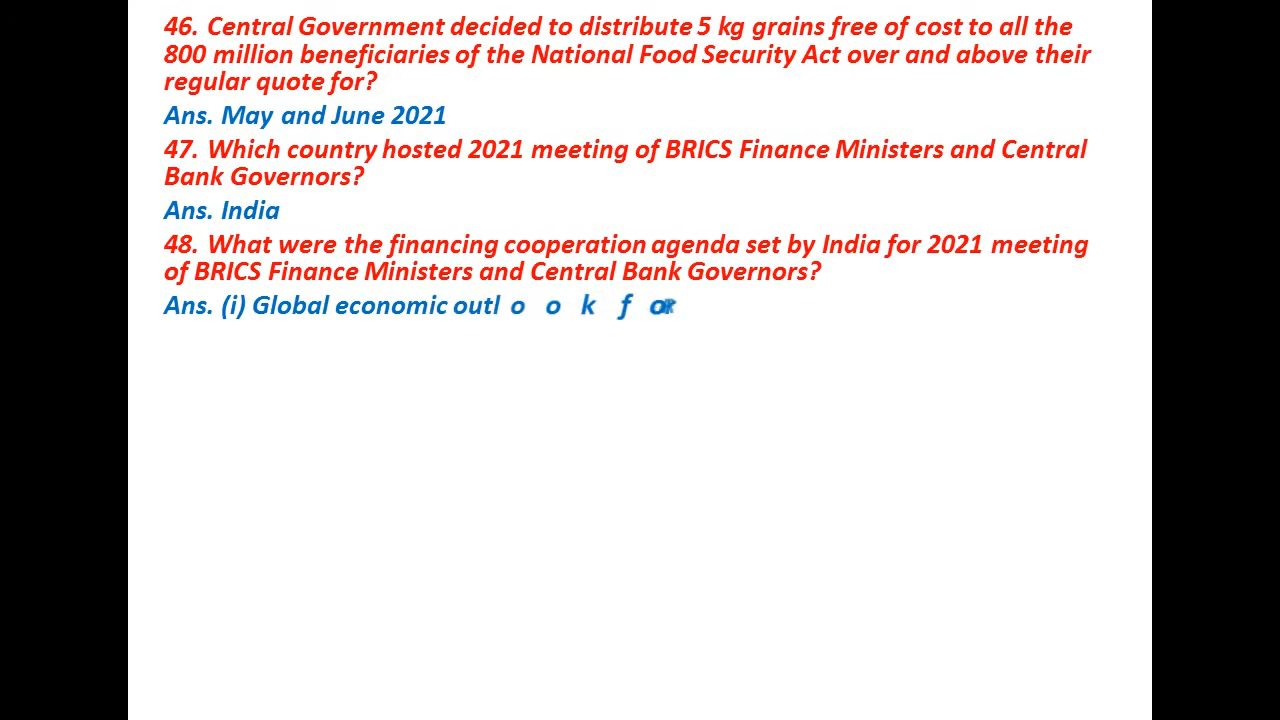 46. Central Government decided to distribute 5 kg grains free of cost to all the
800 million beneficiaries of the National Food Security Act over and above their
regular quote for?
Ans. May and June 2021
47. Which country hosted 2021 meeting of BRICS Finance Ministers and Central
Bank Governors?
Ans. India
48. What were the financing cooperation agenda set by India for 2021 meeting
of BRICS Finance Ministers and Central Bank Governors?
Ans. (i) Global economic outlook for